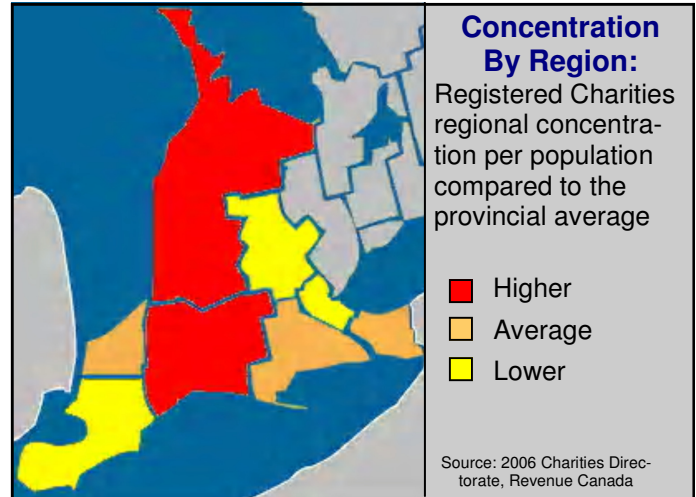 Concentration
By Region:
Registered Charities
regional concentra-
tion per population
compared to the
provincial average
Higher
Average
Lower
Source: 2006 Charities Direc-
torate, Revenue Canada